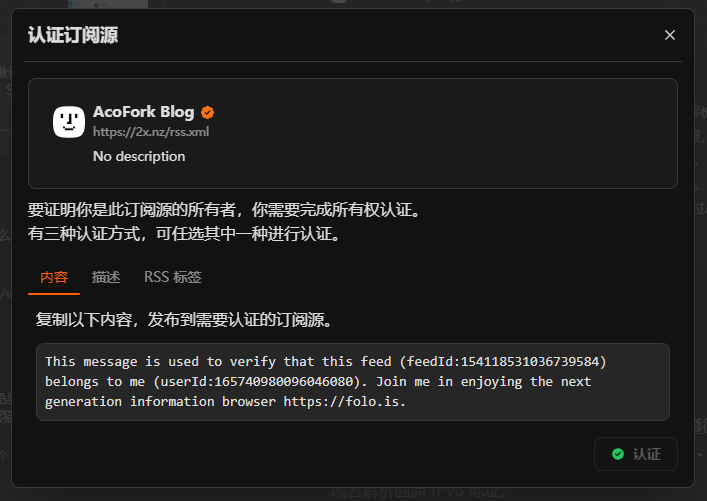 认证订阅源
AcoFork Blog
https://2x.nz/rss.xml
No description
要证明你是此订阅源的所有者，你需要完成所有权认证。
有三种认证方式，可任选其中一种进行认证。
内容 描述 RSS 标签
复制以下内容，发布到需要认证的订阅源。
This message is used to verify that this feed (feedId:154118531036739584)
belongs to me (userId:165740980096046080). Join me in enjoying the next
generation information browser https://folo.is.
认证